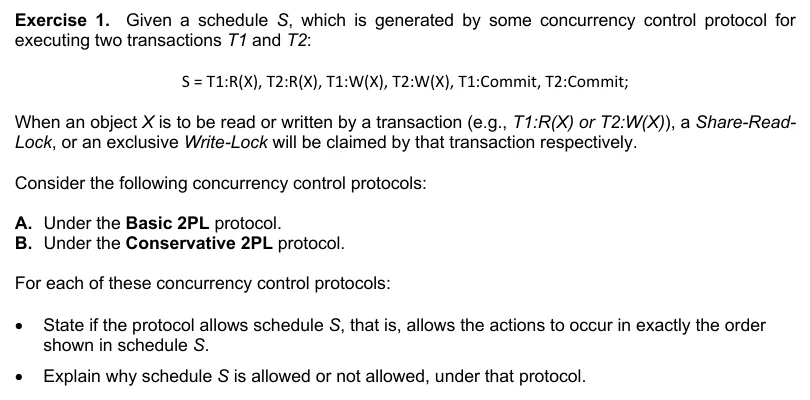 Exercise 1. Given a schedule S, which is generated by some concurrency control protocol for
executing two transactions T1 and T2:
S = T1:R(X), T2:R(X), T1:W(X), T2:W(X), T1:Commit, T2:Commit;
When an object X is to be read or written by a transaction (e.g., T1:R(X) or T2:W(X)), a Share-Read-
Lock, or an exclusive Write-Lock will be claimed by that transaction respectively.
Consider the following concurrency control protocols:
A. Under the Basic 2PL protocol.
B. Under the Conservative 2PL protocol.
For each of these concurrency control protocols:
• State if the protocol allows schedule S, that is, allows the actions to occur in exactly the order
shown in schedule S.
• Explain why schedule S is allowed or not allowed, under that protocol.